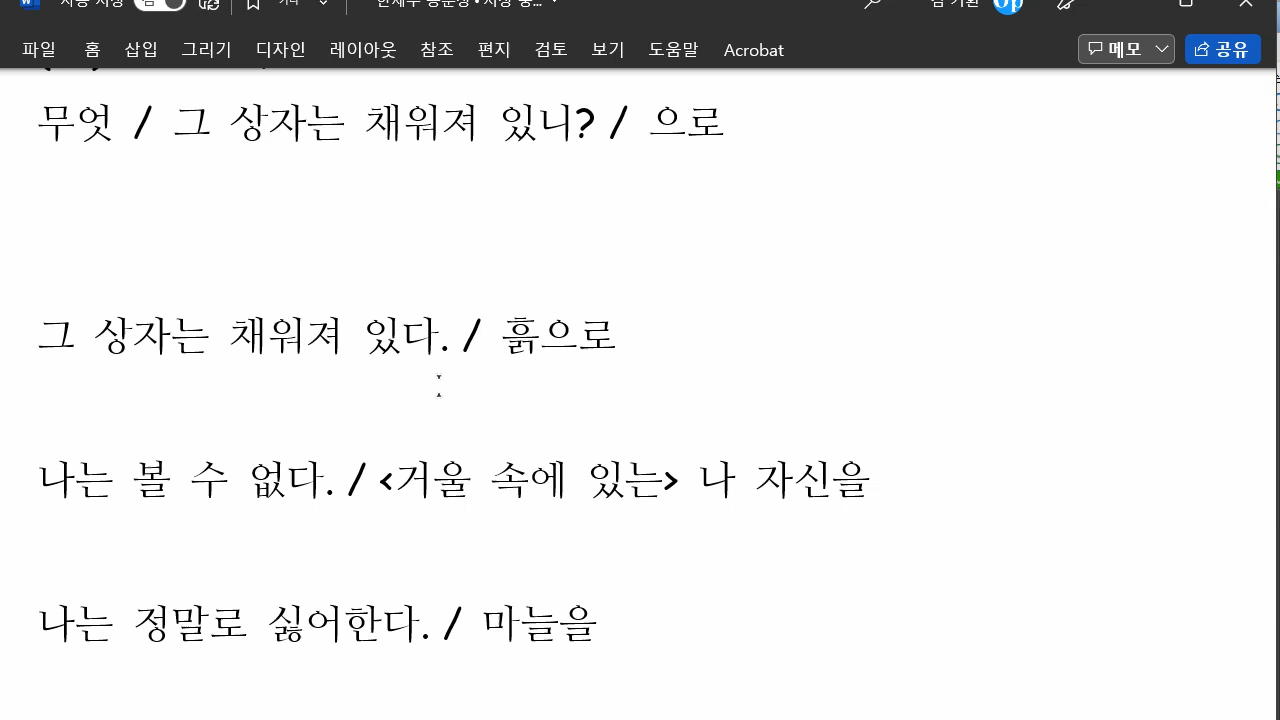 파일 홈 삽입 그리기 디자인 레이아웃 참조 편지 검토 보기 도움말 Acrobat 메모 공유
무엇 / 그 상자는 채워져 있니? / 으로
그 상자는 채워져 있다. / 흙으로
나는 볼 수 없다. / <거울 속에 있는> 나 자신을
나는 정말로 싫어한다. / 마늘을